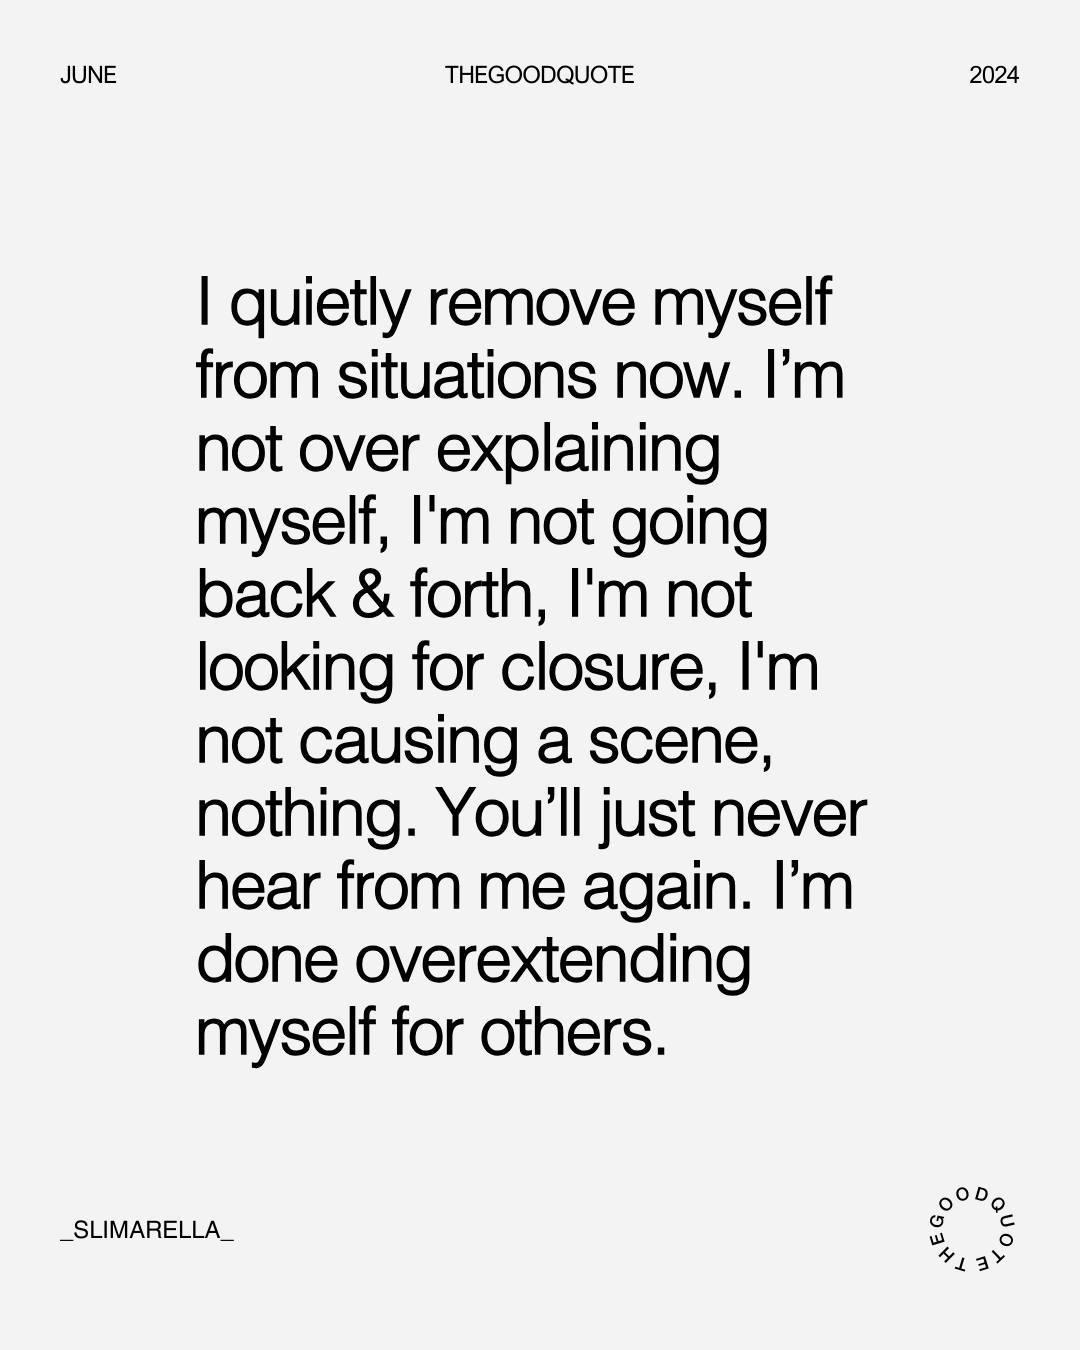 JUNE THEGOODQUOTE 2024
I quietly remove myself
from situations now. I’m
not over explaining
myself, I'm not going
back & forth, I'm not
looking for closure, I'm
not causing a scene,
nothing. You’ll just never
hear from me again. I’m
done overextending
myself for others.
_SLIMARELLA_
THEGOODQUOTE